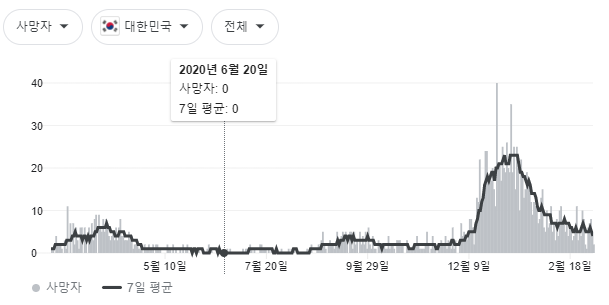 사망자 대한민국 전체
2020년 6월 20일
사망자: 0
7일 평균: 0
40
30
20
10
0
5월 10일 7월 20일 9월 29일 12월 9일 2월 18일
사망자 7일 평균